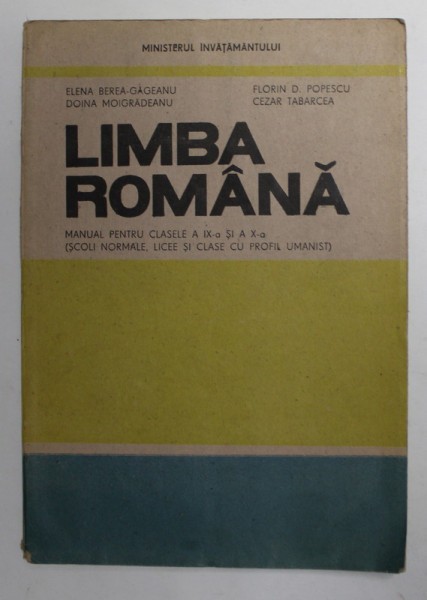 MINISTERUL INVĂȚĂMÂNTULUI
ELENA BEREA-GĂGEANU FLORIN D. POPESCU
DOINA MOIGRĂDEANU CEZAR TABARCEA
LIMBA
ROMÂNĂ
MANUAL PENTRU CLASELE A IX-a ȘI A X-a
(ȘCOLI NORMALE, LICEE ȘI CLASE CU PROFIL UMANIST)